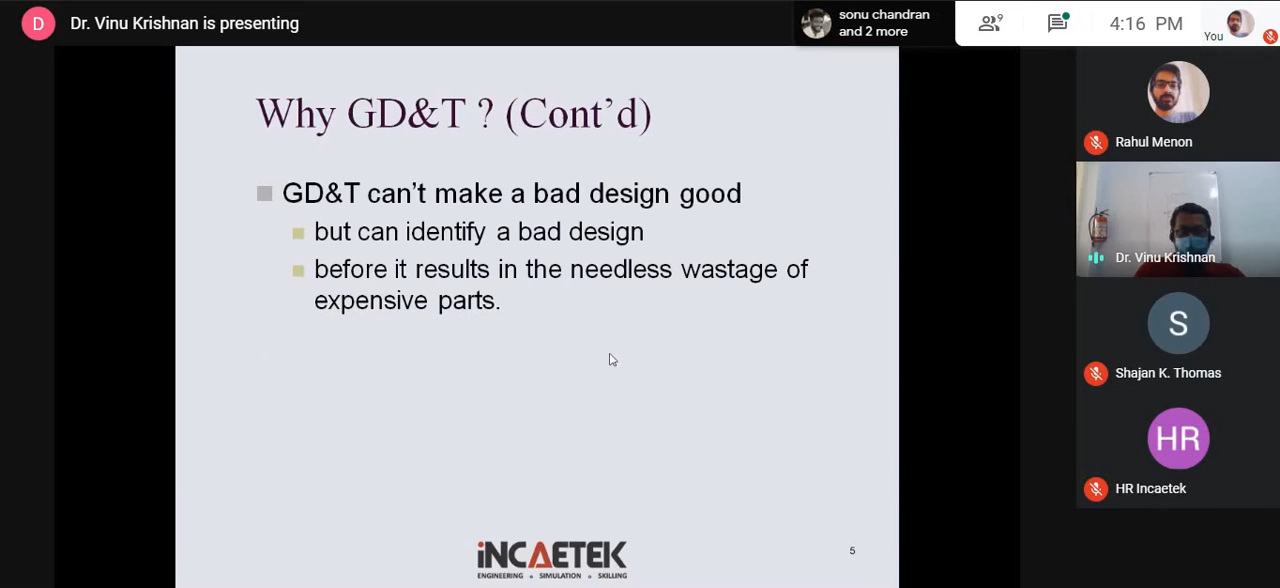 D
Dr. Vinu Krishnan is presenting
sonu chandran
and 2 more
9
4:16 PM
You
Why GD&T ? (Cont’d)
GD&T can’t make a bad design good
but can identify a bad design
before it results in the needless wastage of
expensive parts.
iNCAETEK
ENGINEERING SIMULATION SKILLING
5
Rahul Menon
Dr. Vinu Krishnan
S
Shajan K. Thomas
HR
HR Incaetek